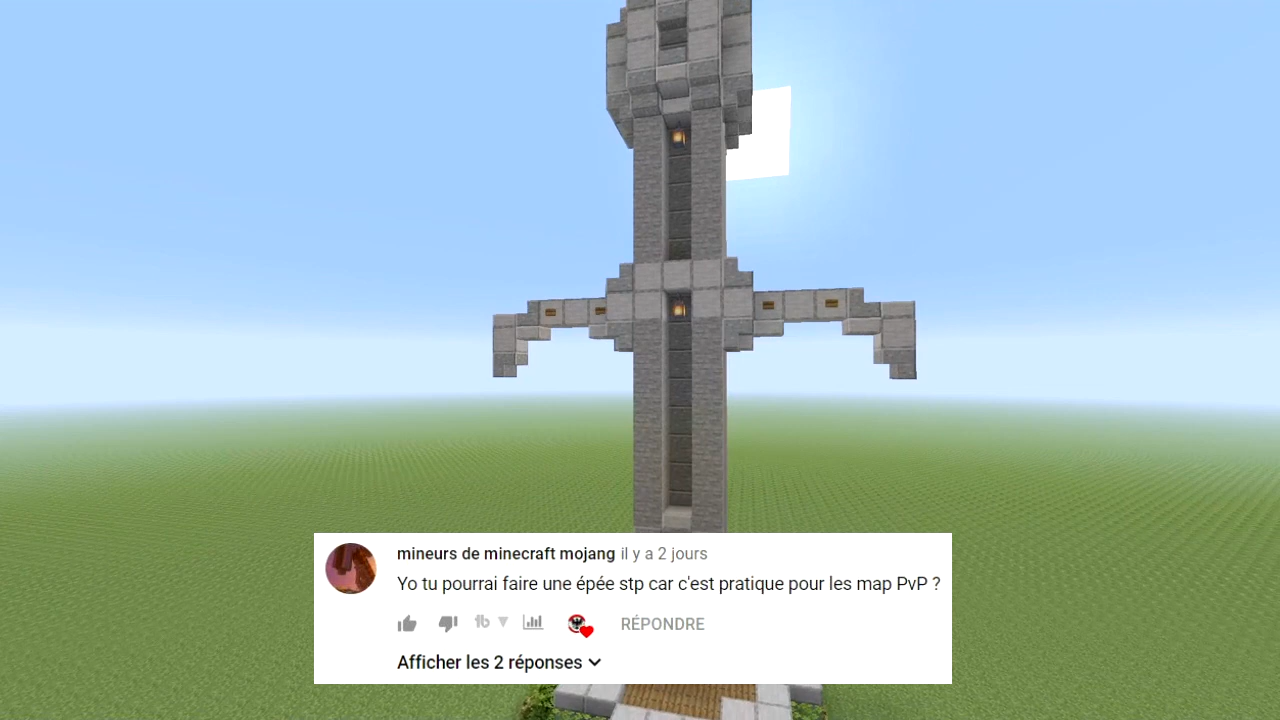 mineurs de minecraft mojang il y a 2 jours
Yo tu pourrai faire une épée stp car c'est pratique pour les map PvP ?
RÉPONDRE
Afficher les 2 réponses